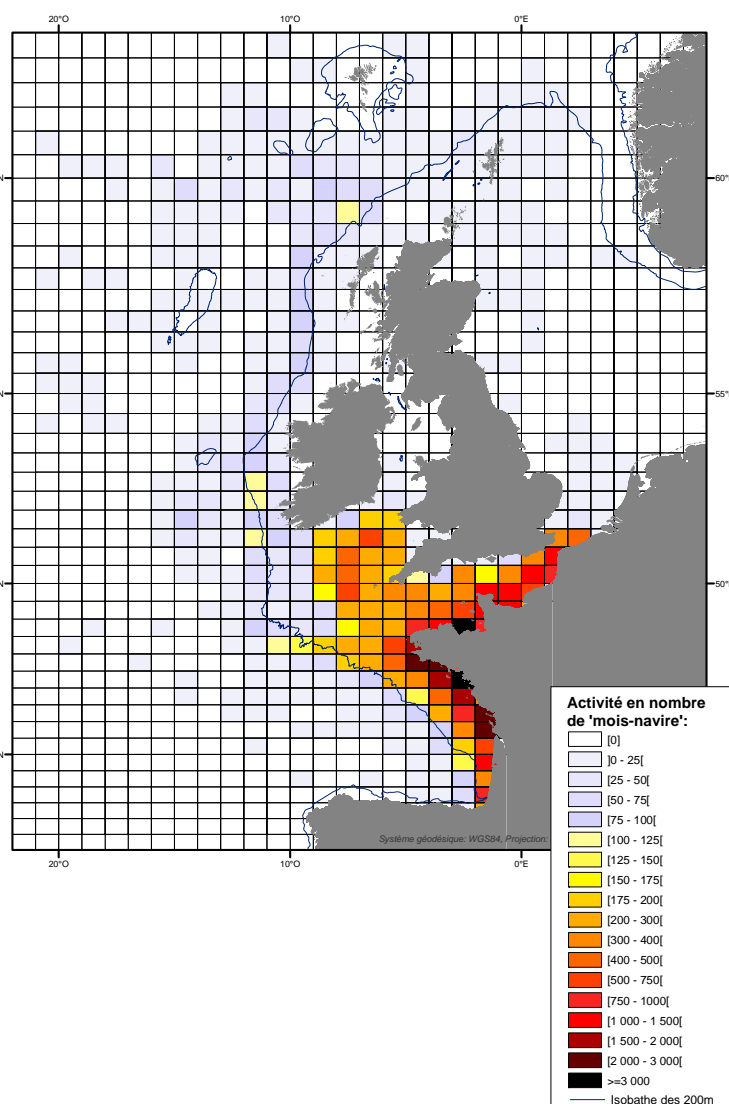 20°O 10°O 0°E
60°
55°
50°
Activité en nombre
de 'mois-navire':
[0]
]0 - 25[
[25 - 50[
[50 - 75[
[75 - 100[
[100 - 125[
[125 - 150[
[150 - 175[
[175 - 200[
[200 - 300[
[300 - 400[
[400 - 500[
[500 - 750[
[750 - 1000[
[1 000 - 1 500[
[1 500 - 2 000[
[2 000 - 3 000[
>=3 000
Isobathe des 200m
Système géodésique: WGS84, Projection:
20°O 10°O 0°E